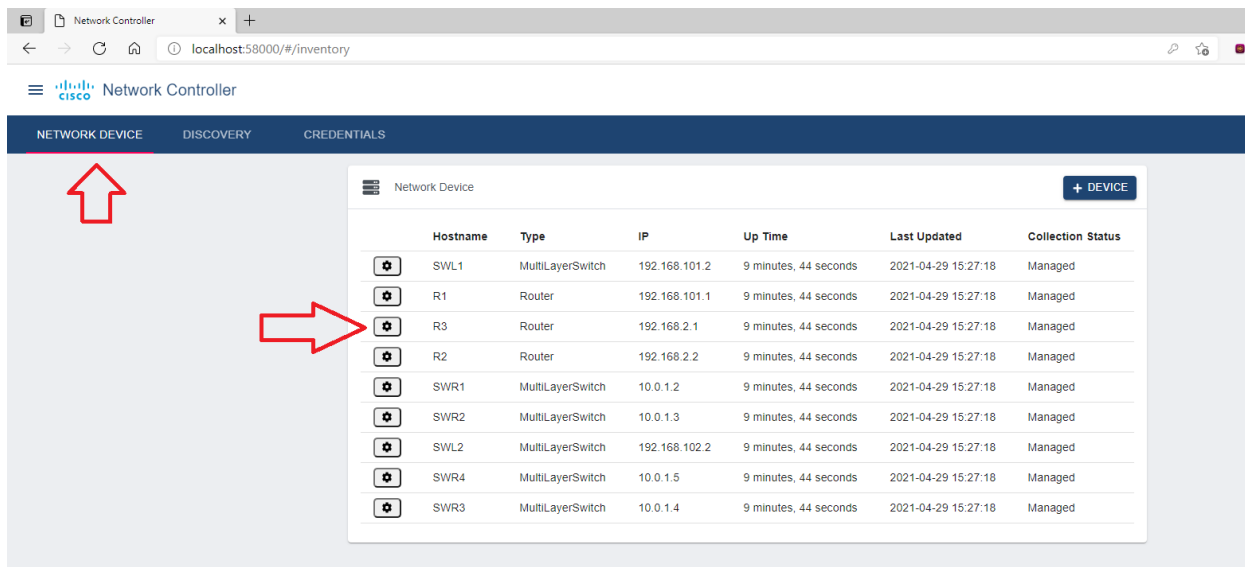 Network Controller
localhost:58000/#/inventory
cisco Network Controller
NETWORK DEVICE DISCOVERY CREDENTIALS
Network Device + DEVICE
Hostname Type IP Up Time Last Updated Collection Status
SWL1 MultiLayerSwitch 192.168.101.2 9 minutes, 44 seconds 2021-04-29 15:27:18 Managed
R1 Router 192.168.101.1 9 minutes, 44 seconds 2021-04-29 15:27:18 Managed
R3 Router 192.168.2.1 9 minutes, 44 seconds 2021-04-29 15:27:18 Managed
R2 Router 192.168.2.2 9 minutes, 44 seconds 2021-04-29 15:27:18 Managed
SWR1 MultiLayerSwitch 10.0.1.2 9 minutes, 44 seconds 2021-04-29 15:27:18 Managed
SWR2 MultiLayerSwitch 10.0.1.3 9 minutes, 44 seconds 2021-04-29 15:27:18 Managed
SWL2 MultiLayerSwitch 192.168.102.2 9 minutes, 44 seconds 2021-04-29 15:27:18 Managed
SWR4 MultiLayerSwitch 10.0.1.5 9 minutes, 44 seconds 2021-04-29 15:27:18 Managed
SWR3 MultiLayerSwitch 10.0.1.4 9 minutes, 44 seconds 2021-04-29 15:27:18 Managed